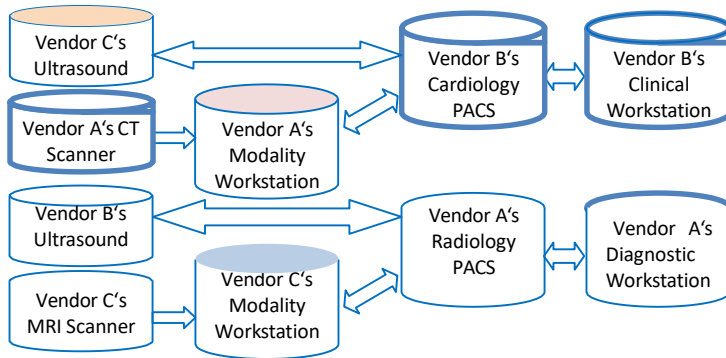 Vendor C‘s
Ultrasound
Vendor B‘s
Cardiology
PACS
Vendor B‘s
Clinical
Workstation
Vendor A‘s CT
Scanner
Vendor A‘s
Modality
Workstation
Vendor B‘s
Ultrasound
Vendor A‘s
Radiology
PACS
Vendor A‘s
Diagnostic
Workstation
Vendor C‘s
MRI Scanner
Vendor C‘s
Modality
Workstation